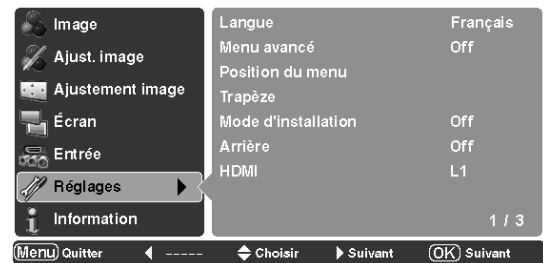 Image
Ajust. image
Ajustement image
Écran
Entrée
Réglages
Information
Langue Français
Menu avancé Off
Position du menu
Trapèze
Mode d'installation Off
Arrière Off
HDMI L1
1 / 3
Menu Quitter ----- Choisir Suivant OK Suivant